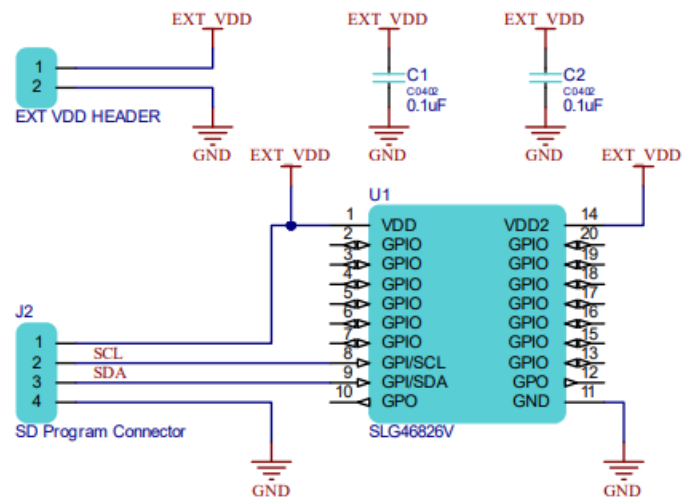 EXT_VDD EXT_VDD EXT_VDD
1
2
EXT VDD HEADER
C1
C0402
0.1uF
C2
C0402
0.1uF
GND GND GND
EXT_VDD EXT_VDD
U1
1 VDD VDD2 14
2 GPIO GPIO 20
3 GPIO GPIO 19
4 GPIO GPIO 18
5 GPIO GPIO 17
6 GPIO GPIO 16
7 GPIO GPIO 15
8 GPI/SCL GPIO 13
9 GPI/SDA GPO 12
10 GPO GND 11
SLG46826V
J2
1
2 SCL
3 SDA
4
SD Program Connector
GND GND